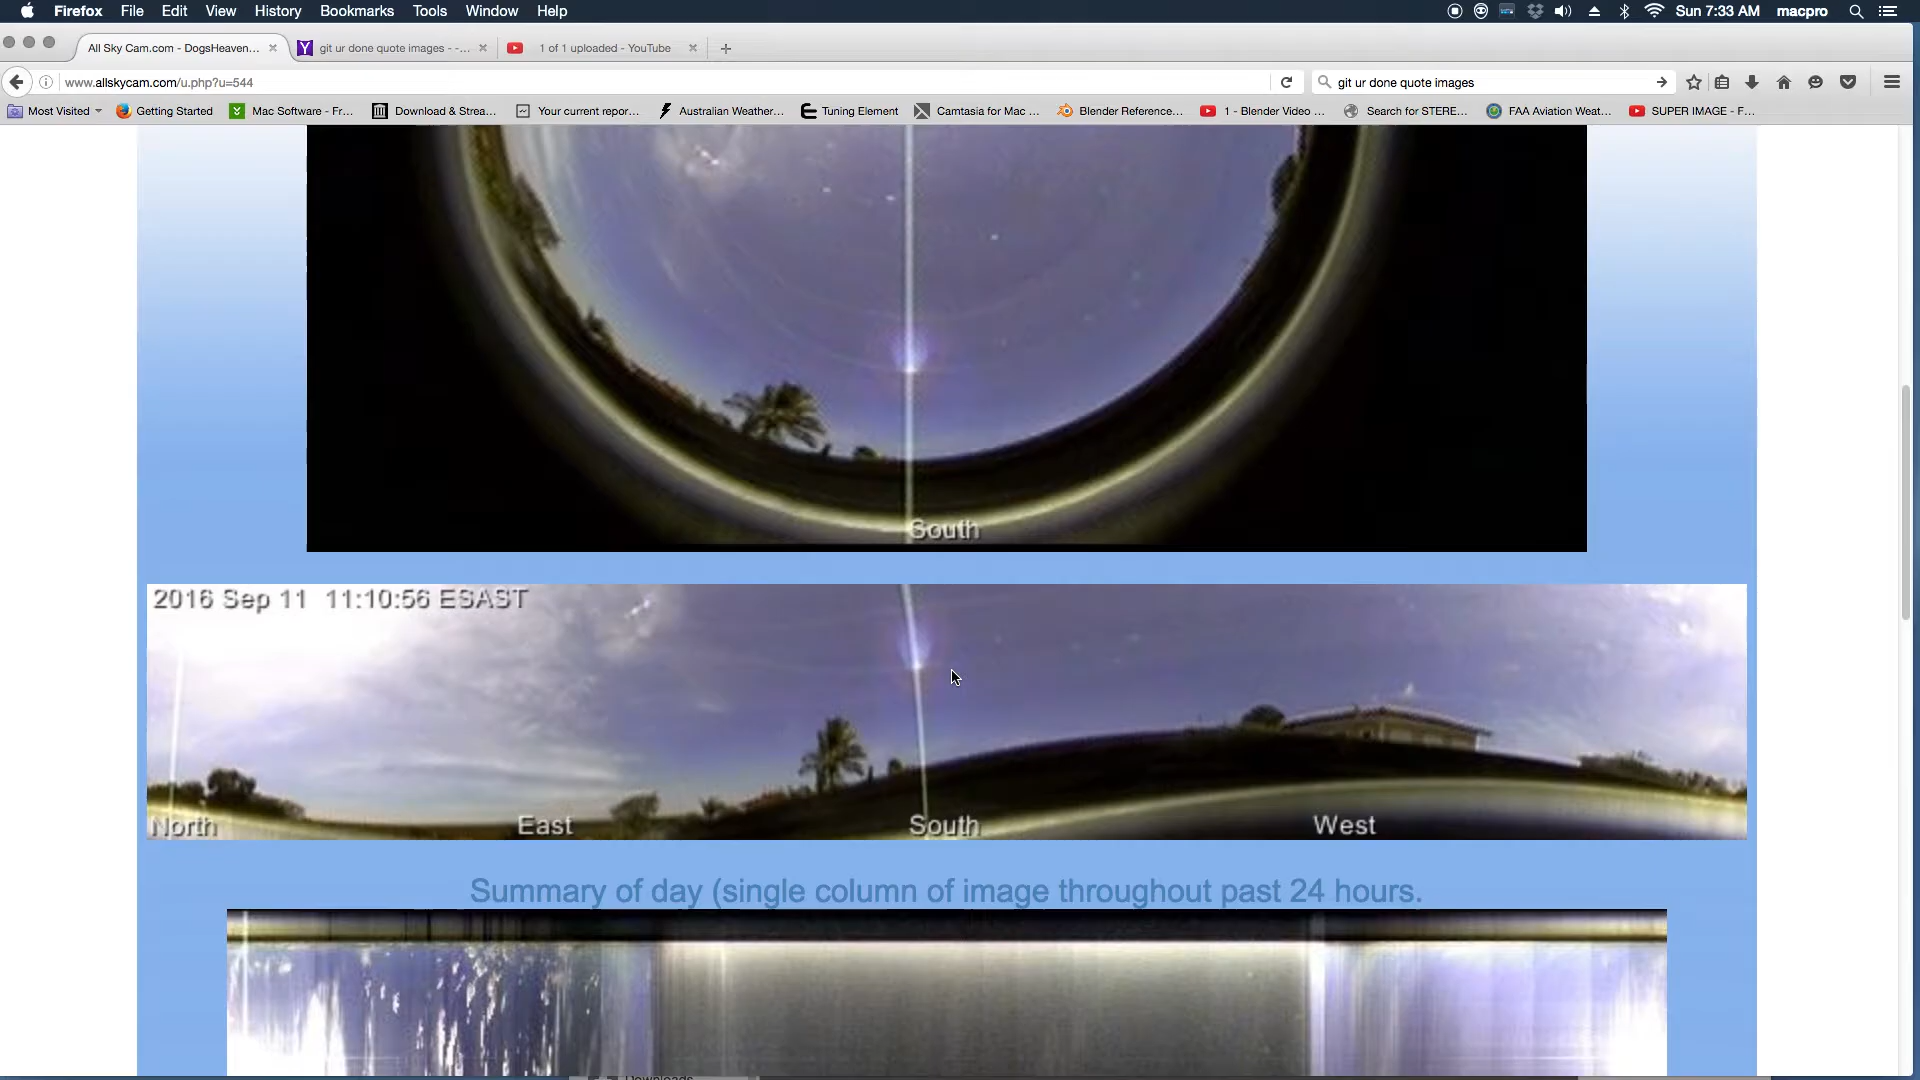 Firefox File Edit View History Bookmarks Tools Window Help Sun 7:33 AM macpro
All Sky Cam.com - DogsHeaven... git ur done quote images - -... 1 of 1 uploaded - YouTube
www.allskycam.com/u.php?u=544 git ur done quote images
Most Visited Getting Started Mac Software - Fr... Download & Strea... Your current repor... Australian Weather... Tuning Element Camtasia for Mac ... Blender Reference... 1 - Blender Video ... Search for STERE... FAA Aviation Weat... SUPER IMAGE - F...
South
2016 Sep 11 11:10:56 ESAST
North East South West
Summary of day (single column of image throughout past 24 hours.